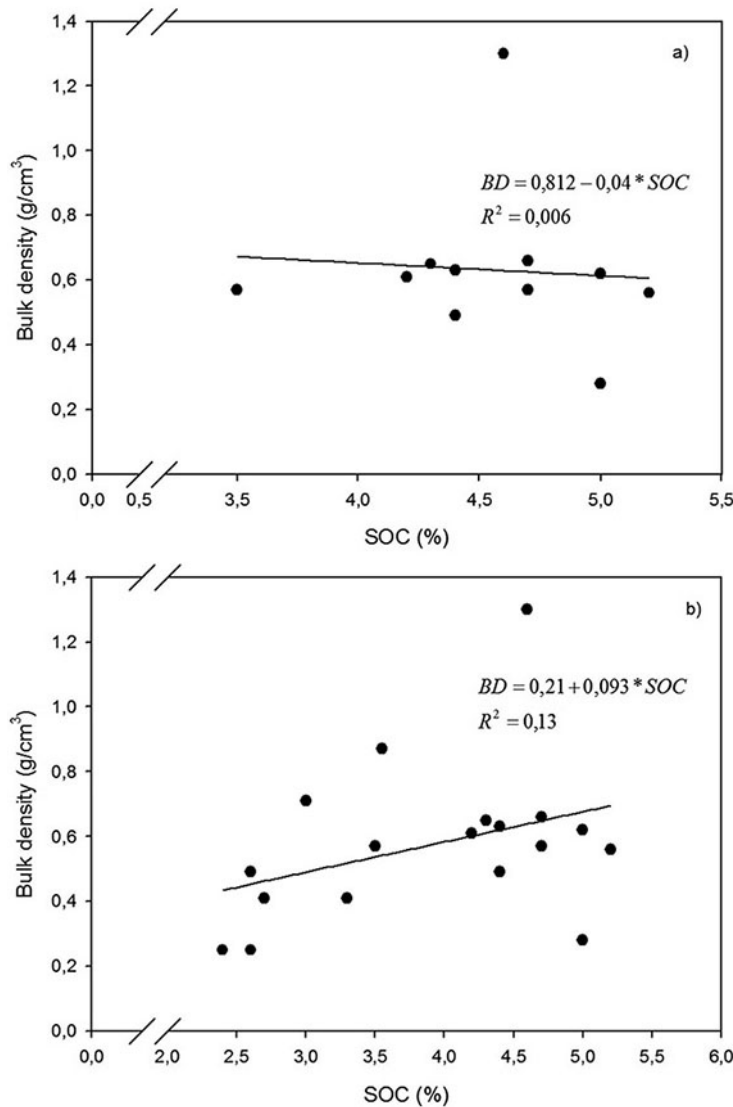 1,4
1,2
1,0
0,8
0,6
0,4
0,2
0,0
Bulk density (g/cm³)
a)
BD = 0,812 − 0,04 * SOC
R² = 0,006
0,0 0,5 3,5 4,0 4,5 5,0 5,5
SOC (%)
1,4
1,2
1,0
0,8
0,6
0,4
0,2
0,0
Bulk density (g/cm³)
b)
BD = 0,21 + 0,093 * SOC
R² = 0,13
0,0 2,0 2,5 3,0 3,5 4,0 4,5 5,0 5,5 6,0
SOC (%)